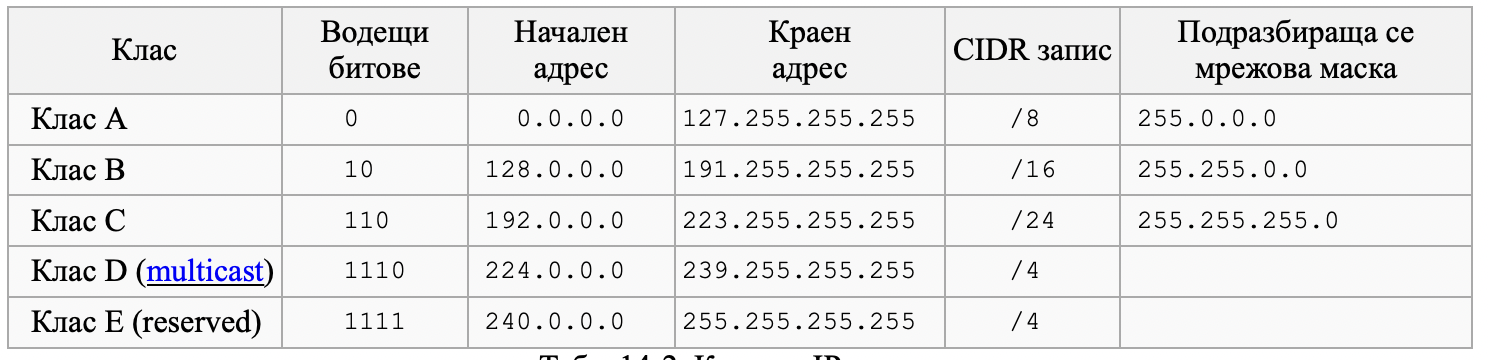 Клас Водещи битове Начален адрес Краен адрес CIDR запис Подразбираща се мрежова маска
Клас A 0 0.0.0.0 127.255.255.255 /8 255.0.0.0
Клас B 10 128.0.0.0 191.255.255.255 /16 255.255.0.0
Клас C 110 192.0.0.0 223.255.255.255 /24 255.255.255.0
Клас D (multicast) 1110 224.0.0.0 239.255.255.255 /4
Клас E (reserved) 1111 240.0.0.0 255.255.255.255 /4